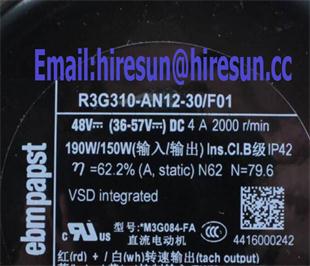 Email:hiresun@hiresun.cc
R3G310-AN12-30/F01
48V⎓ (36-57V⎓) DC 4 A 2000 r/min
190W/150W(输入/输出) Ins.Cl.B级 IP42
η =62.2% (A, static) N62 N=79.6
VSD integrated
ebmpapst
型号:"M3G084-FA
直流电动机
4416000242
红(rd) + / 白(wh)转速输出(tach output)